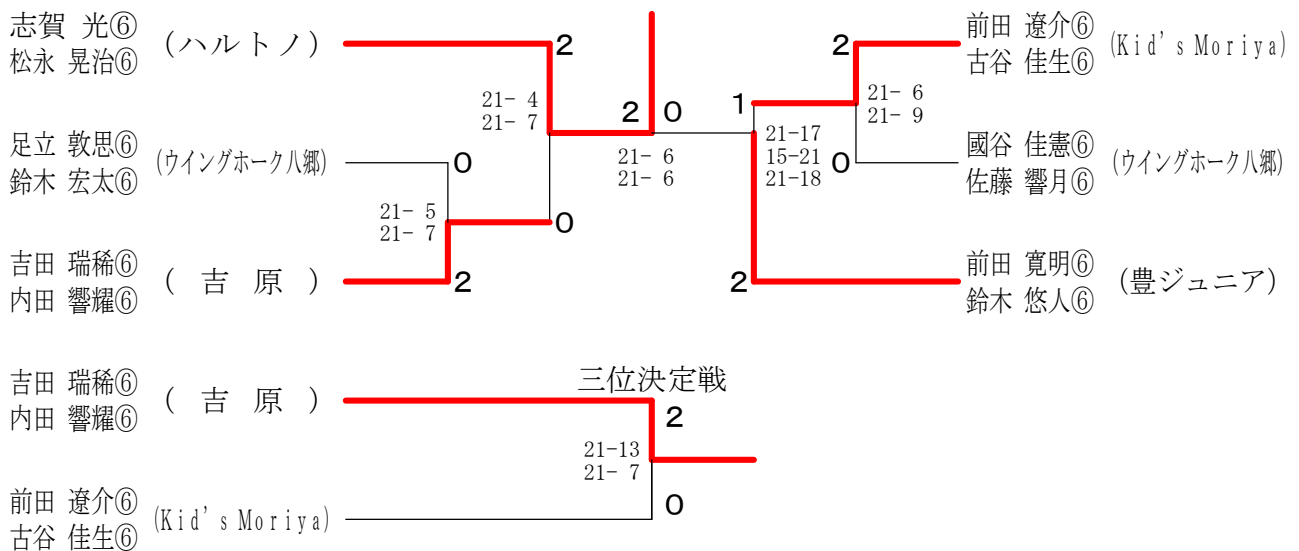 志賀 光⑥
松永 晃治⑥
(ハルトノ)
2
21- 4
21- 7
足立 敦思⑥
鈴木 宏太⑥
(ウイングホーク八郷)
0
21- 5
21- 7
0
吉田 瑞稀⑥
内田 響耀⑥
( 吉 原 )
2
2 0
21- 6
21- 6
前田 遼介⑥
古谷 佳生⑥
(Kid's Moriya)
2
21- 6
21- 9
1
21-17
15-21
21-18
0
國谷 佳憲⑥
佐藤 響月⑥
(ウイングホーク八郷)
2
前田 寛明⑥
鈴木 悠人⑥
(豊ジュニア)
三位決定戦
吉田 瑞稀⑥
内田 響耀⑥
( 吉 原 )
2
21-13
21- 7
前田 遼介⑥
古谷 佳生⑥
(Kid's Moriya)
0